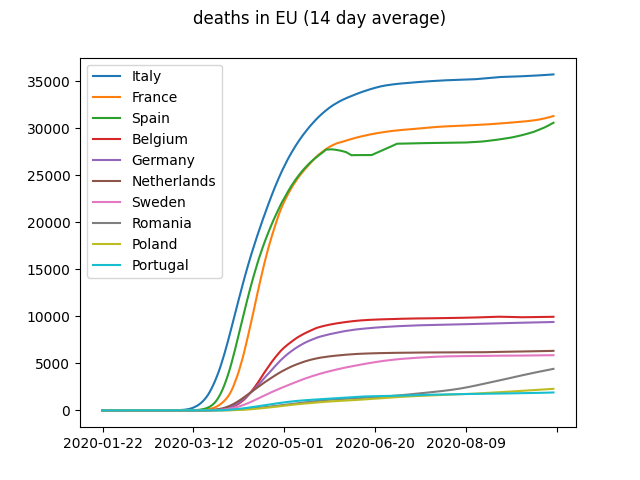 deaths in EU (14 day average)
35000
30000
25000
20000
15000
10000
5000
0
Italy
France
Spain
Belgium
Germany
Netherlands
Sweden
Romania
Poland
Portugal
2020-01-22 2020-03-12 2020-05-01 2020-06-20 2020-08-09